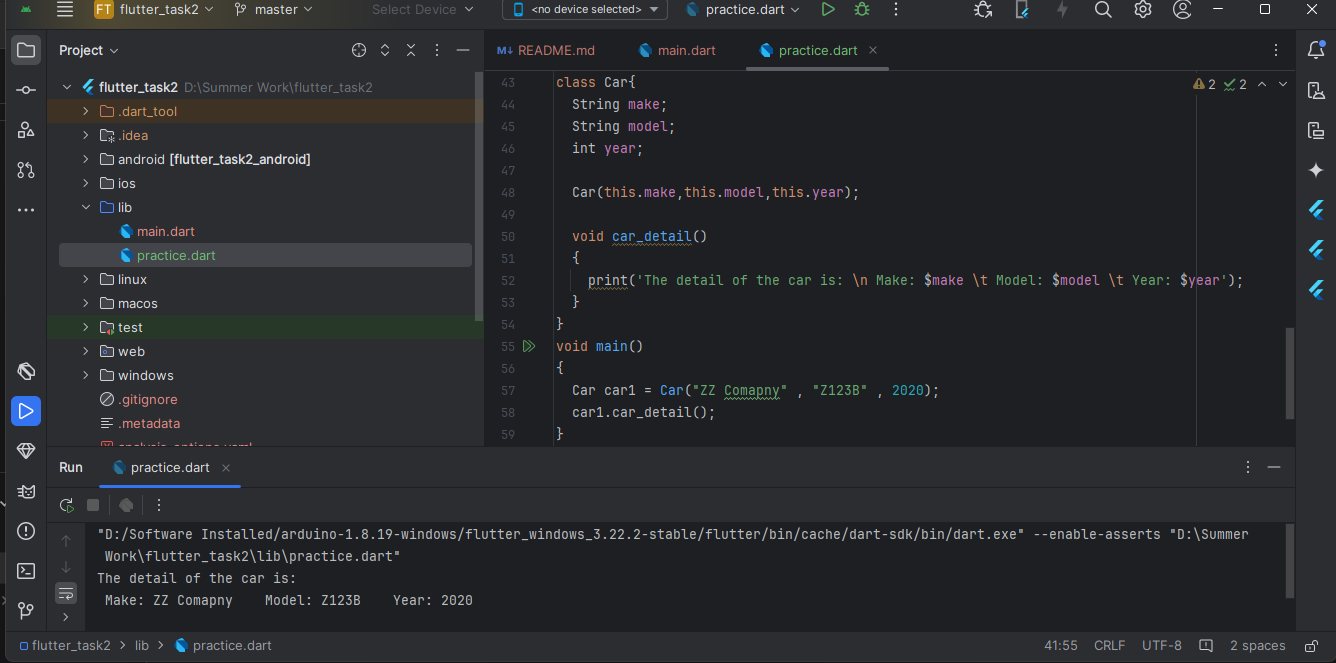 FT flutter_task2 master Select Device <no device selected> practice.dart
Project
README.md main.dart practice.dart
flutter_task2 D:\Summer Work\flutter_task2
.dart_tool
.idea
android [flutter_task2_android]
ios
lib
main.dart
practice.dart
linux
macos
test
web
windows
.gitignore
.metadata
analysis_options.yaml
2 2
43 class Car{
44 String make;
45 String model;
46 int year;
47
48 Car(this.make,this.model,this.year);
49
50 void car_detail()
51 {
52 print('The detail of the car is: \n Make: $make \t Model: $model \t Year: $year');
53 }
54 }
55 void main()
56 {
57 Car car1 = Car("ZZ Comapny" , "Z123B" , 2020);
58 car1.car_detail();
59 }
Run practice.dart
"D:/Software Installed/arduino-1.8.19-windows/flutter_windows_3.22.2-stable/flutter/bin/cache/dart-sdk/bin/dart.exe" --enable-asserts "D:\Summer
Work\flutter_task2\lib\practice.dart"
The detail of the car is:
Make: ZZ Comapny Model: Z123B Year: 2020
flutter_task2 > lib > practice.dart 41:55 CRLF UTF-8 2 spaces